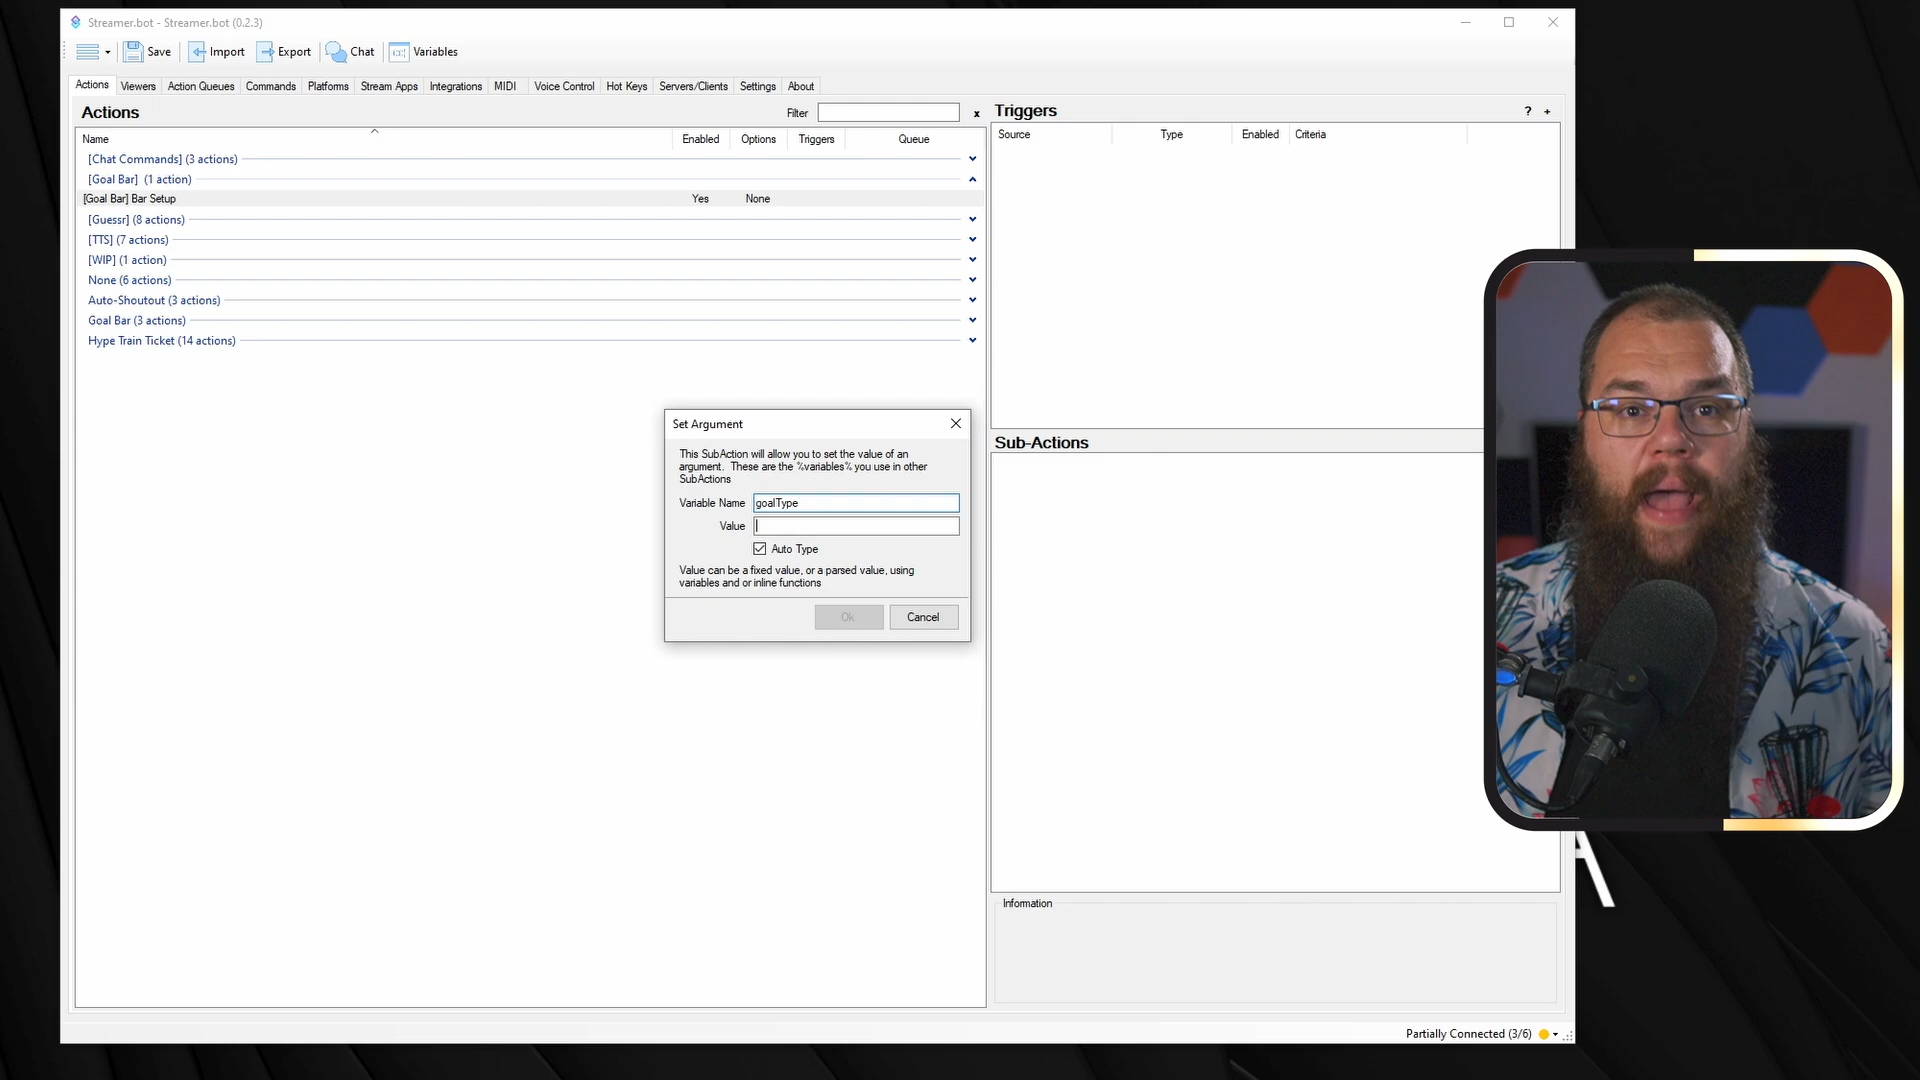 Streamer.bot - Streamer.bot (0.2.3)
Save
Import
Export
Chat
Variables
Actions
Viewers
Action Queues
Commands
Platforms
Stream Apps
Integrations
MIDI
Voice Control
Hot Keys
Servers/Clients
Settings
About
Actions
Filter
x
Name
Enabled
Options
Triggers
Queue
[Chat Commands] (3 actions)
[Goal Bar] (1 action)
[Goal Bar] Bar Setup
Yes
None
[Guessr] (8 actions)
[TTS] (7 actions)
[WIP] (1 action)
None (6 actions)
Auto-Shoutout (3 actions)
Goal Bar (3 actions)
Hype Train Ticket (14 actions)
Triggers
? +
Source
Type
Enabled
Criteria
Sub-Actions
Set Argument
This SubAction will allow you to set the value of an
argument. These are the %variables% you use in other
SubActions
Variable Name
goalType
Value
Auto Type
Value can be a fixed value, or a parsed value, using
variables and or inline functions
Ok
Cancel
Information
Partially Connected (3/6)